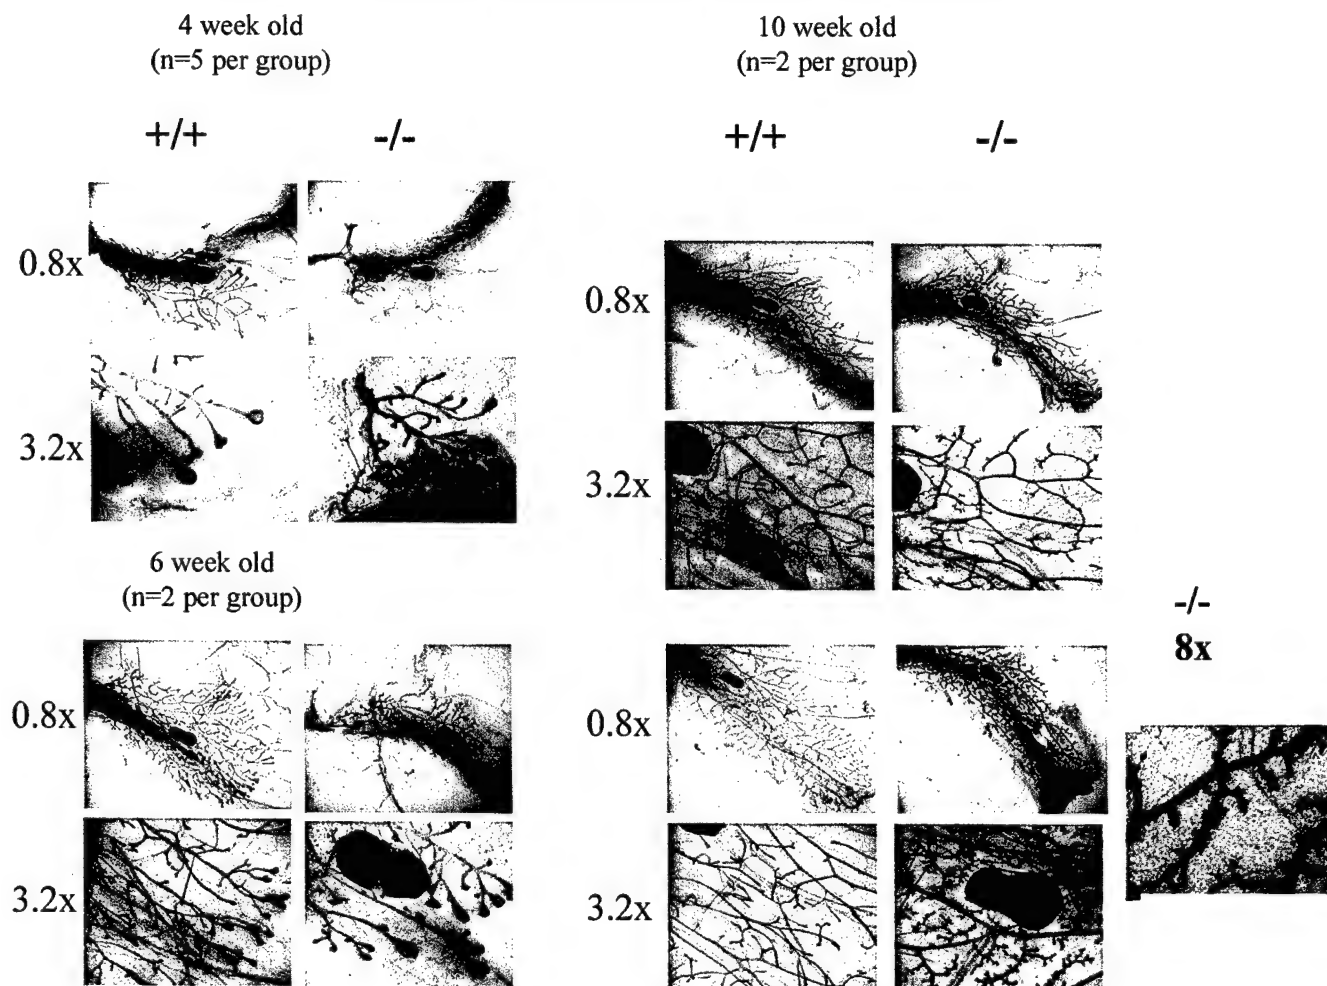 4 week old
(n=5 per group)
+/+ -/-
0.8x
3.2x
6 week old
(n=2 per group)
0.8x
3.2x
10 week old
(n=2 per group)
+/+ -/-
0.8x
3.2x
0.8x
3.2x
-/-
8x